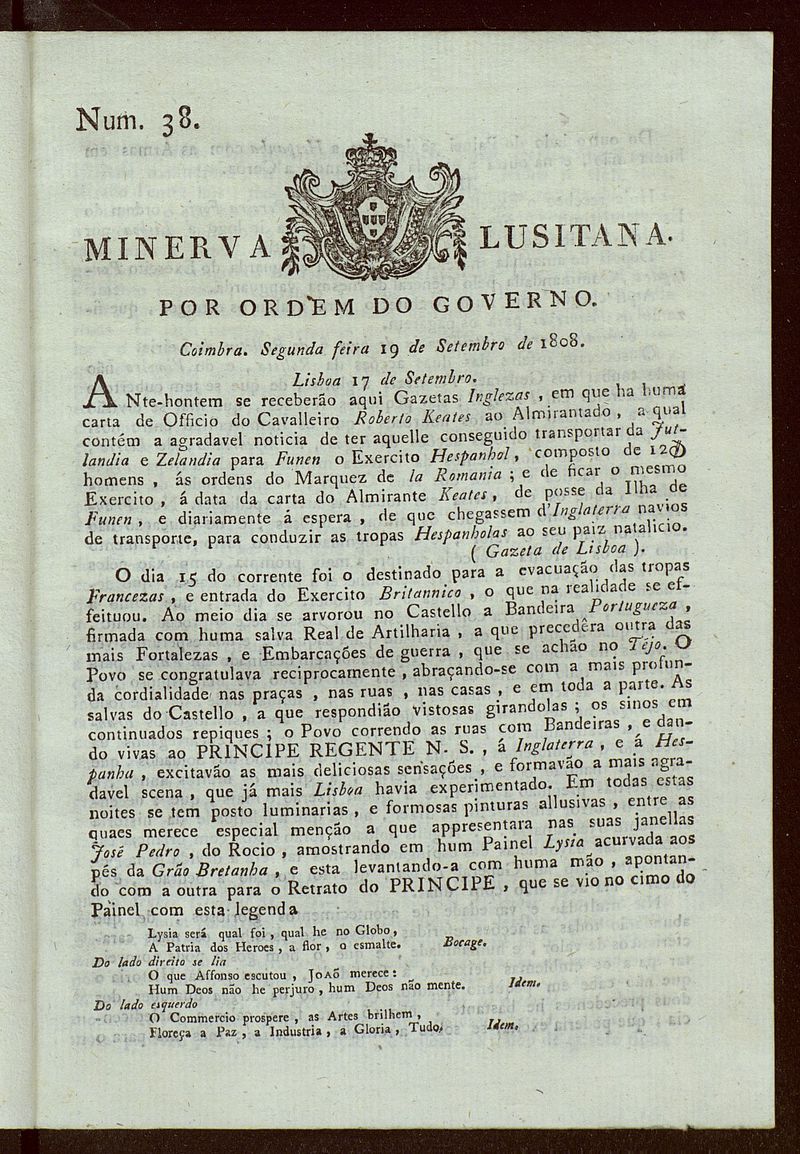 Num. 38.
MINERVA LUSITANA.
POR ORDEM DO GOVERNO.
Coimbra. Segunda feira 19 de Setembro de 1808.
Lisboa 17 de Setembro.
ANte-hontem se receberão aqui Gazetas Inglezas, em que ha huma
carta de Officio do Cavalleiro Roberto Keates ao Almirantado, a qual
contém a agradavel noticia de ter aquelle conseguido transportar da Jut-
landia e Zelandia para Funen o Exercito Hespanhol, composto de 12
homens, ás ordens do Marquez de la Romania; e de ficar o mesmo
Exercito, á data da carta do Almirante Keates, de posse da Ilha de
Funen, e diariamente á espera, de que chegassem d'Inglaterra navios
de transporte, para conduzir as tropas Hespanholas ao seu paiz natalicio.
( Gazeta de Lisboa ).
O dia 15 do corrente foi o destinado para a evacuação das tropas
Francezas, e entrada do Exercito Britannico, o que na realidade se ef-
feituou. Ao meio dia se arvorou no Castello a Bandeira Portugueza,
firmada com huma salva Real de Artilharia, a que precedêra outra das
mais Fortalezas, e Embarcações de guerra, que se achão no Téjo. O
Povo se congratulava reciprocamente, abraçando-se com a mais profun-
da cordialidade nas praças, nas ruas, nas casas, e em toda a parte. As
salvas do Castello, a que respondião vistosas girandolas; os sinos em
continuados repiques; o Povo correndo as ruas com Bandeiras, e dan-
do vivas ao PRINCIPE REGENTE N. S., á Inglaterra, e á Hes-
panha, excitavão as mais deliciosas sensações, e formavão a mais agra-
davel scena, que já mais Lisboa havia experimentado. Em todas estas
noites se tem posto luminarias, e formosas pinturas allusivas, entre as
quaes merece especial menção a que appresentara nas suas janellas
José Pedro, do Rocio, amostrando em hum Painel Lysia acurvada aos
pés da Grão Bretanha, e esta levantando-a com huma mão, apontan-
do com a outra para o Retrato do PRINCIPE, que se vio no cimo do
Painel com esta legenda
Lysia será qual foi, qual he no Globo,
A Patria dos Heroes, a flor, o esmalte. Bocage.
Do lado direito se lia
O que Affonso escutou, JOAÕ merece:
Hum Deos não he perjuro, hum Deos não mente. Idem.
Do lado esquerdo
O Commercio prospere, as Artes brilhem,
Floreça a Paz, a Industria, a Gloria, Tudo. Idem.